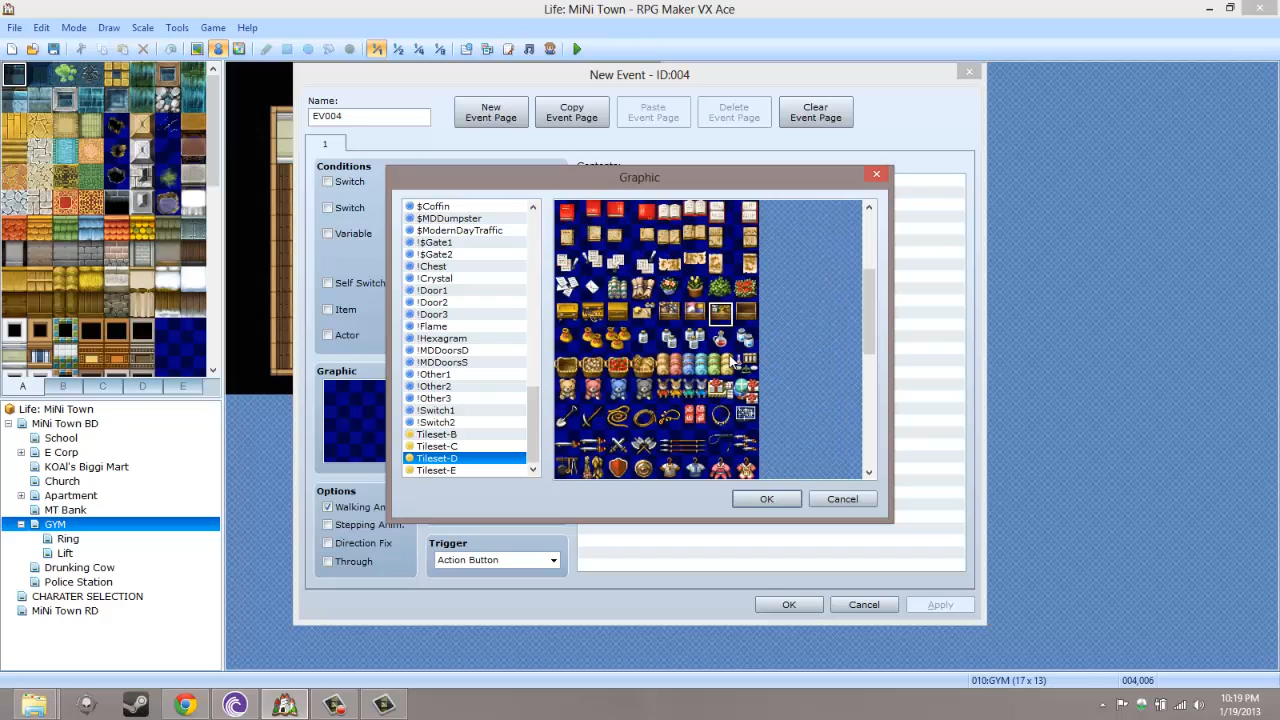 Life: MiNi Town - RPG Maker VX Ace
File Edit Mode Draw Scale Tools Game Help
New Event - ID:004
Name:
EV004
New Event Page
Copy Event Page
Paste Event Page
Delete Event Page
Clear Event Page
1
Conditions
Switch
Switch
Variable
Self Switch
Item
Actor
Graphic
Options
Walking An
Stepping Anim.
Direction Fix
Through
Trigger
Action Button
OK Cancel Apply
Graphic
$Coffin
$MDDumpster
$ModernDayTraffic
!$Gate1
!$Gate2
!Chest
!Crystal
!Door1
!Door2
!Door3
!Flame
!Hexagram
!MDDoorsD
!MDDoorsS
!Other1
!Other2
!Other3
!Switch1
!Switch2
Tileset-B
Tileset-C
Tileset-D
Tileset-E
OK Cancel
A B C D E
Life: MiNi Town
MiNi Town BD
School
E Corp
KOAl's Biggi Mart
Church
Apartment
MT Bank
GYM
Ring
Lift
Drunking Cow
Police Station
CHARATER SELECTION
MiNi Town RD
010:GYM (17 x 13) 004,006
10:19 PM
1/19/2013